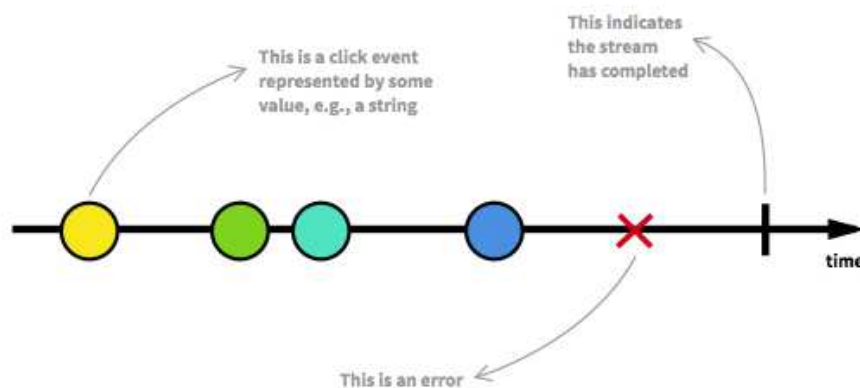 This indicates
the stream
has completed
This is a click event
represented by some
value, e.g., a string
time
This is an error